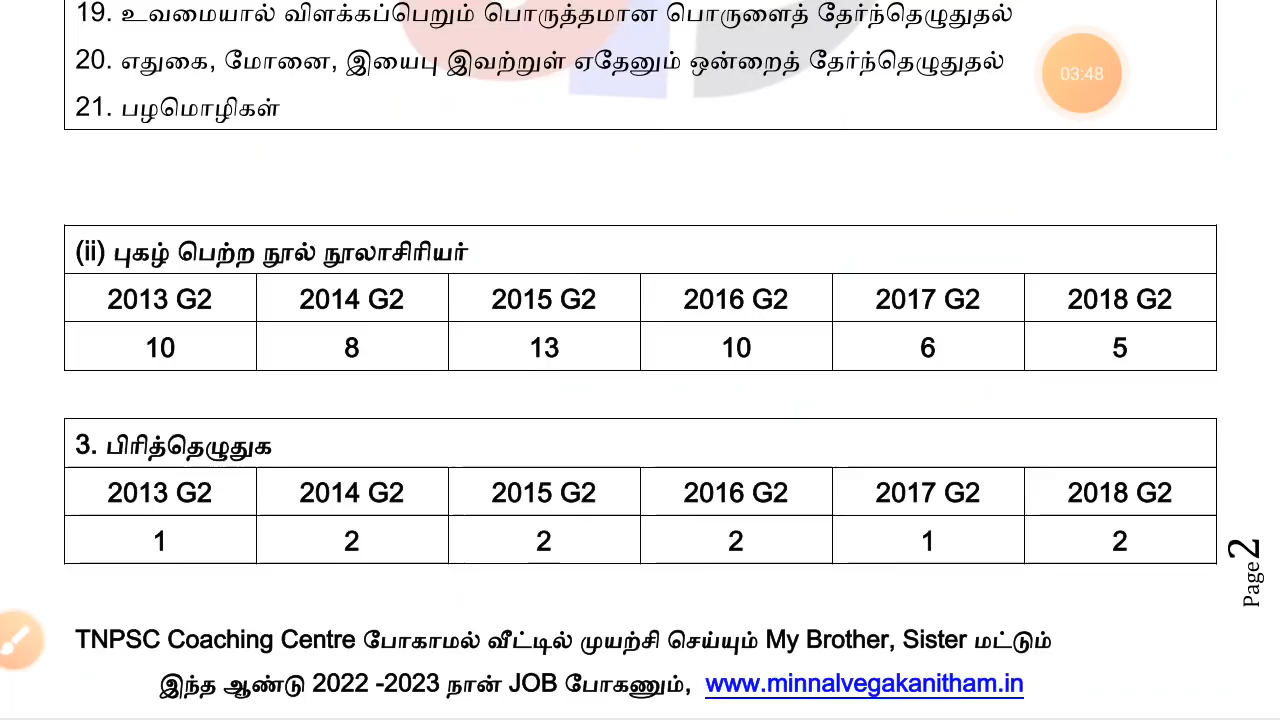 19. உவமையால் விளக்கப்பெறும் பொருத்தமான பொருளைத் தேர்ந்தெழுதுதல்
20. எதுகை, மோனை, இயைபு இவற்றுள் ஏதேனும் ஒன்றைத் தேர்ந்தெழுதுதல்
03:48
21. பழமொழிகள்
(ii) புகழ் பெற்ற நூல் நூலாசிரியர்
2013 G2 2014 G2 2015 G2 2016 G2 2017 G2 2018 G2
10 8 13 10 6 5
3. பிரித்தெழுதுக
2013 G2 2014 G2 2015 G2 2016 G2 2017 G2 2018 G2
1 2 2 2 1 2
Page2
TNPSC Coaching Centre போகாமல் வீட்டில் முயற்சி செய்யும் My Brother, Sister மட்டும்
இந்த ஆண்டு 2022 -2023 நான் JOB போகணும், www.minnalvegakanitham.in